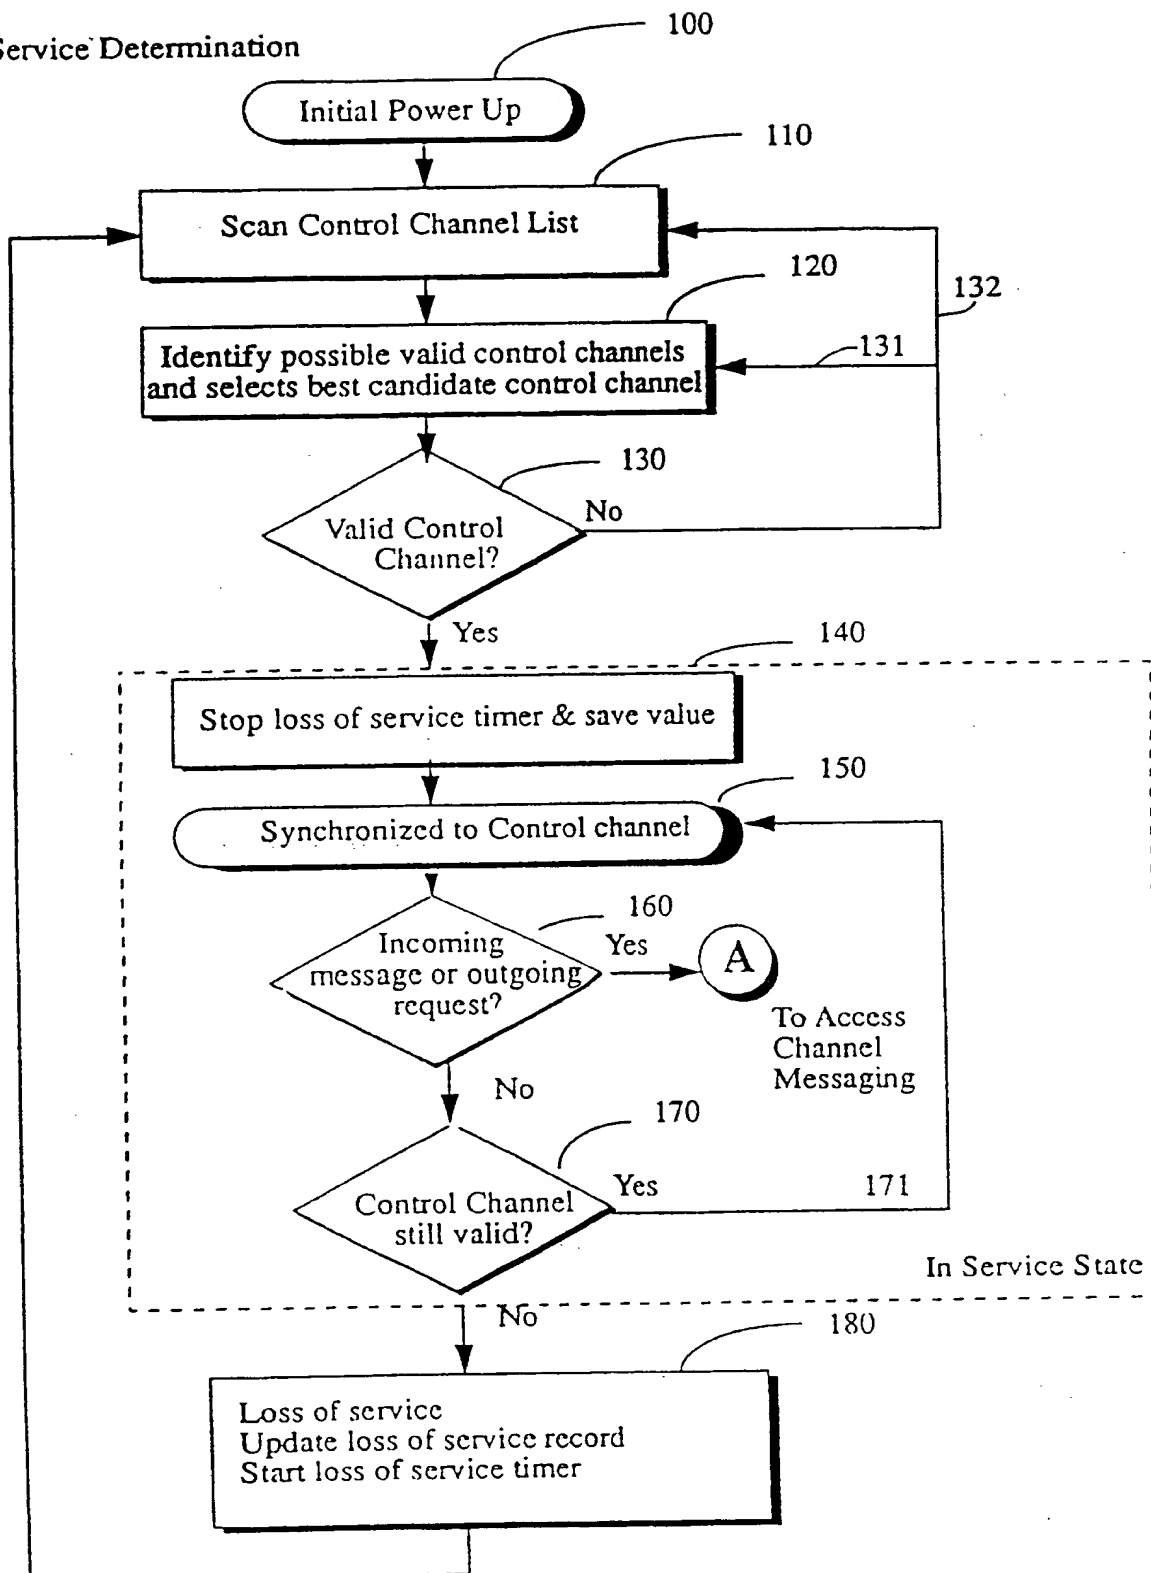 Service Determination
100
Initial Power Up
110
Scan Control Channel List
120
132
Identify possible valid control channels
and selects best candidate control channel
131
130
No
Valid Control
Channel?
Yes
140
Stop loss of service timer & save value
150
Synchronized to Control channel
160
Incoming
message or outgoing
request?
Yes
A
To Access
Channel
Messaging
No
170
Control Channel
still valid?
Yes
171
In Service State
No
180
Loss of service
Update loss of service record
Start loss of service timer